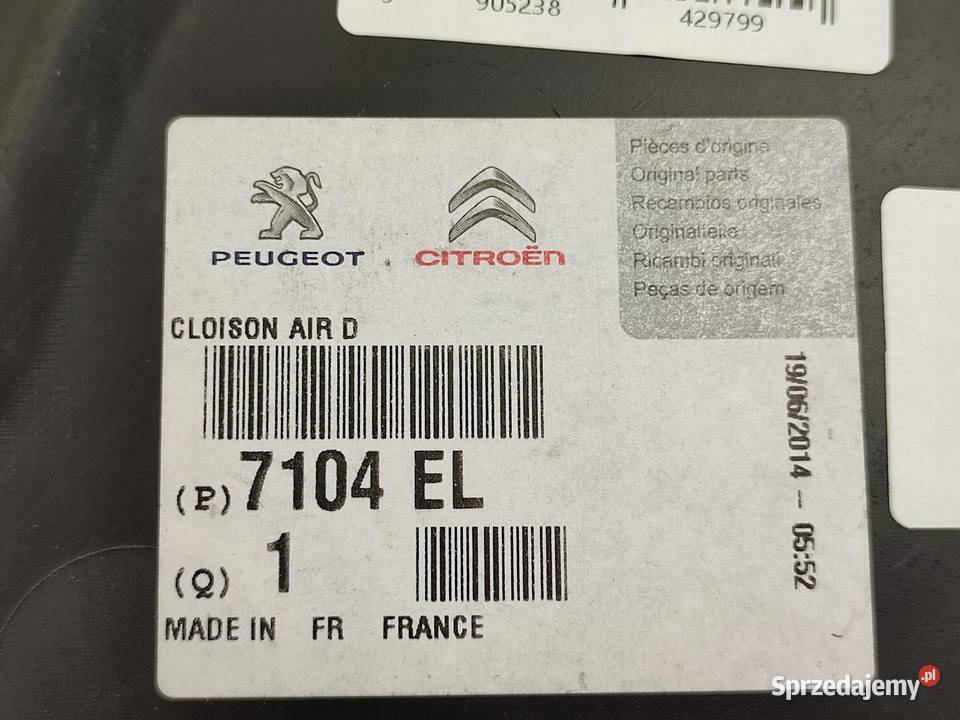 905238
429799
Pièces d'origine
Original parts
Recambios originales
Originalteile
Ricambi originali
Peças de origem
PEUGEOT
CITROËN
CLOISON AIR D
19/06/2014 - 05:52
(P) 7104 EL
(Q) 1
MADE IN FR FRANCE
Sprzedajemy.pl